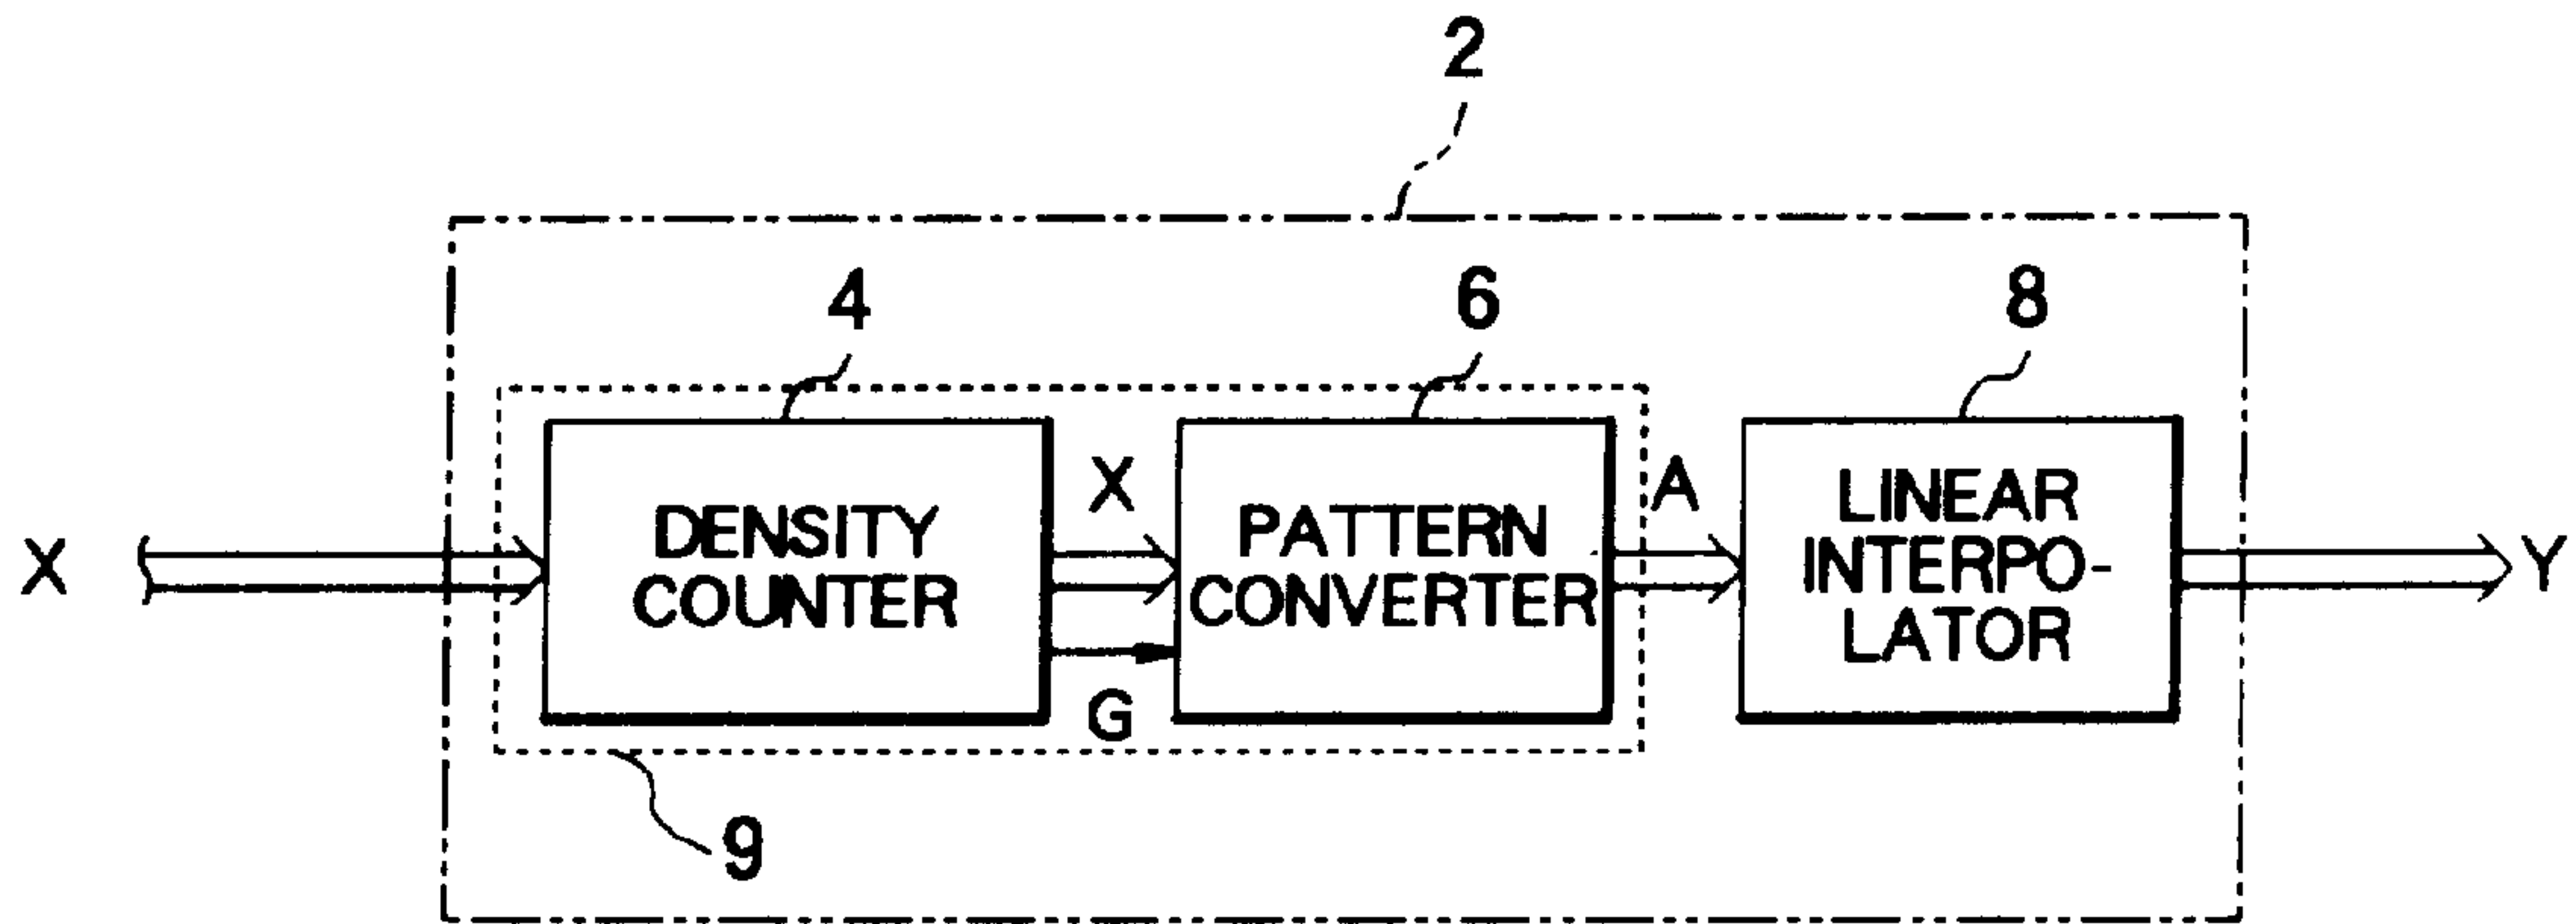 2
4
6
8
X
DENSITY
COUNTER
X
G
PATTERN
CONVERTER
A
LINEAR
INTERPO-
LATOR
Y
9